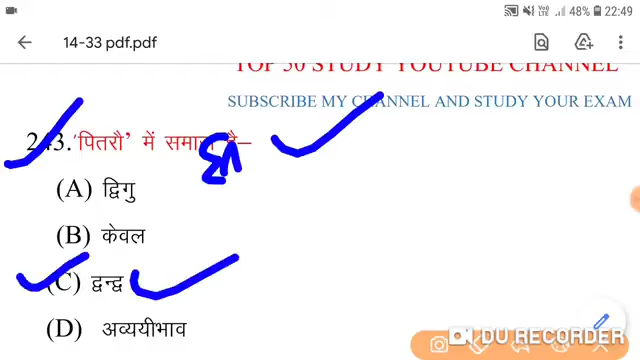 22:49
48%
14-33 pdf.pdf
TOP 50 STUDY YOUTUBE CHANNEL
SUBSCRIBE MY CHANNEL AND STUDY YOUR EXAM
243. 'पितरौ' में समास है–
(A) द्विगु
(B) केवल
(C) द्वन्द्व
(D) अव्ययीभाव
DU RECORDER